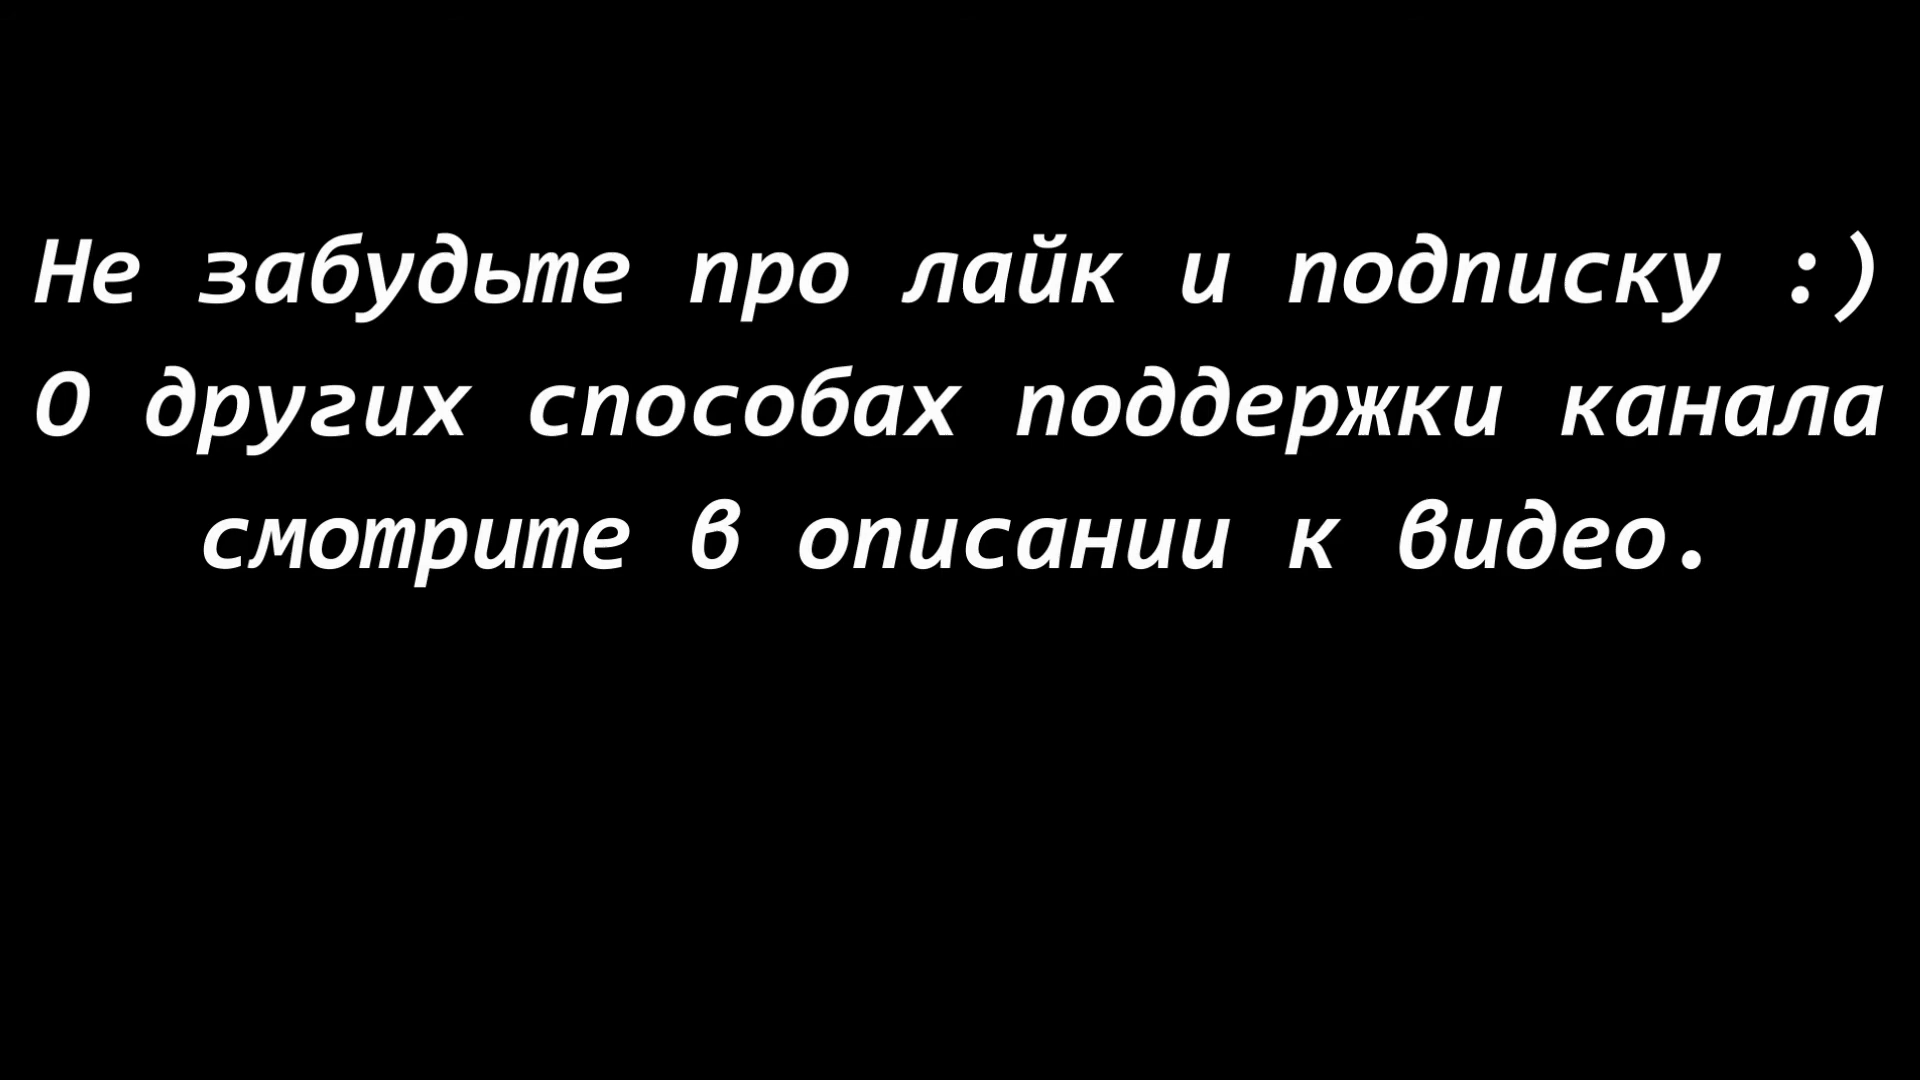 Не забудьте про лайк и подписку :)
О других способах поддержки канала
смотрите в описании к видео.